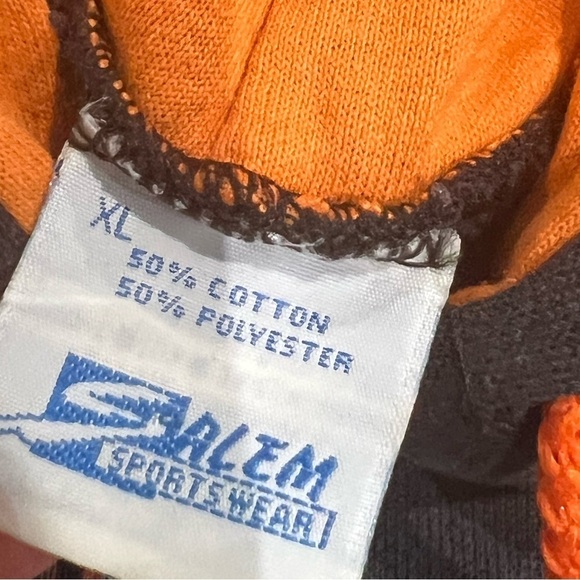 XL
50% COTTON
50% POLYESTER
SALEM
SPORTSWEAR